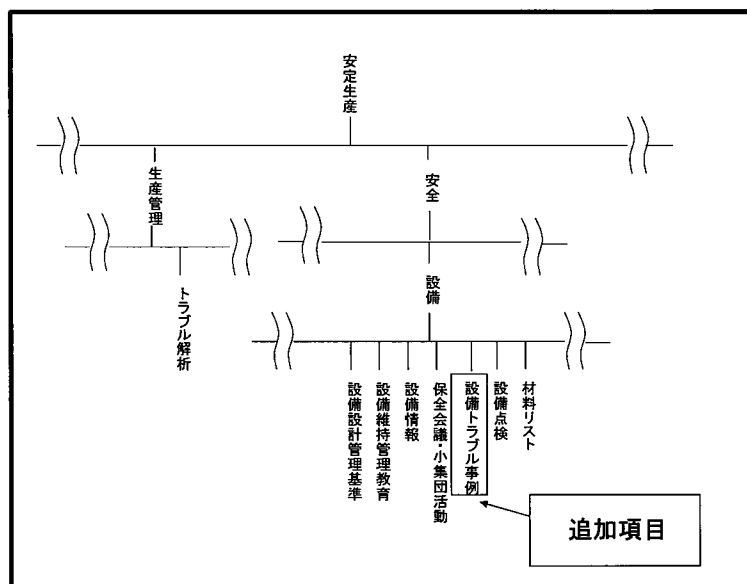 安定生産
生産管理
安全
トラブル解析
設備
設備設計管理基準
設備維持管理教育
設備情報
保全会議・小集団活動
設備トラブル事例
設備点検
材料リスト
追加項目